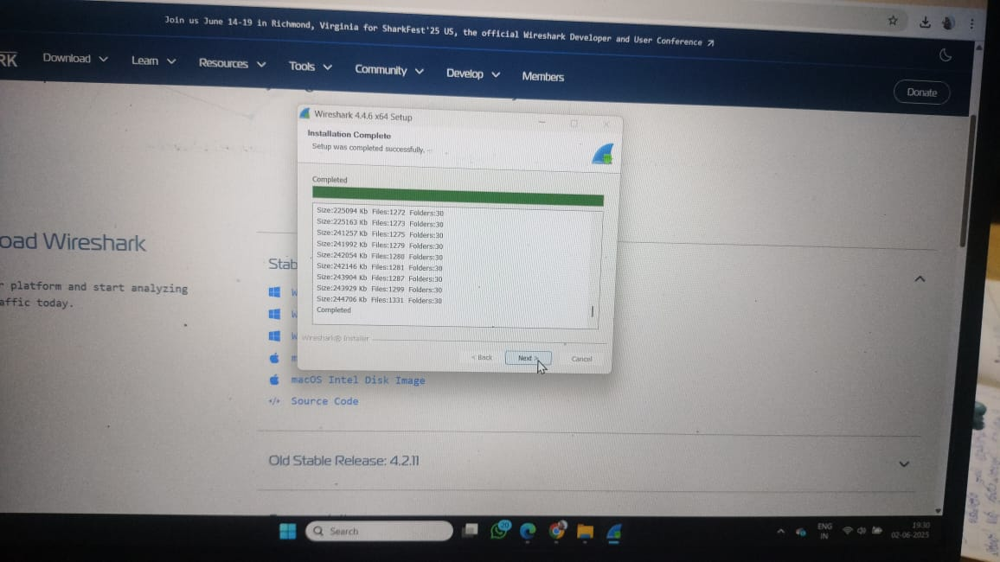 Join us June 14-19 in Richmond, Virginia for SharkFest'25 US, the official Wireshark Developer and User Conference
RK
Download
Learn
Resources
Tools
Community
Develop
Members
Donate
Wireshark 4.4.6 x64 Setup
Installation Complete
Setup was completed successfully.
Completed
Size:225094 Kb Files:1272 Folders:30
Size:225163 Kb Files:1273 Folders:30
Size:241257 Kb Files:1275 Folders:30
Size:241992 Kb Files:1279 Folders:30
Size:242054 Kb Files:1280 Folders:30
Size:242146 Kb Files:1281 Folders:30
Size:243904 Kb Files:1287 Folders:30
Size:243929 Kb Files:1299 Folders:30
Size:244706 Kb Files:1331 Folders:30
Completed
Wireshark® Installer
< Back
Next >
Cancel
oad Wireshark
r platform and start analyzing
affic today.
Stab
W
W
W
m
macOS Intel Disk Image
Source Code
Old Stable Release: 4.2.11
Search
20
ENG
IN
19:30
02-06-2025